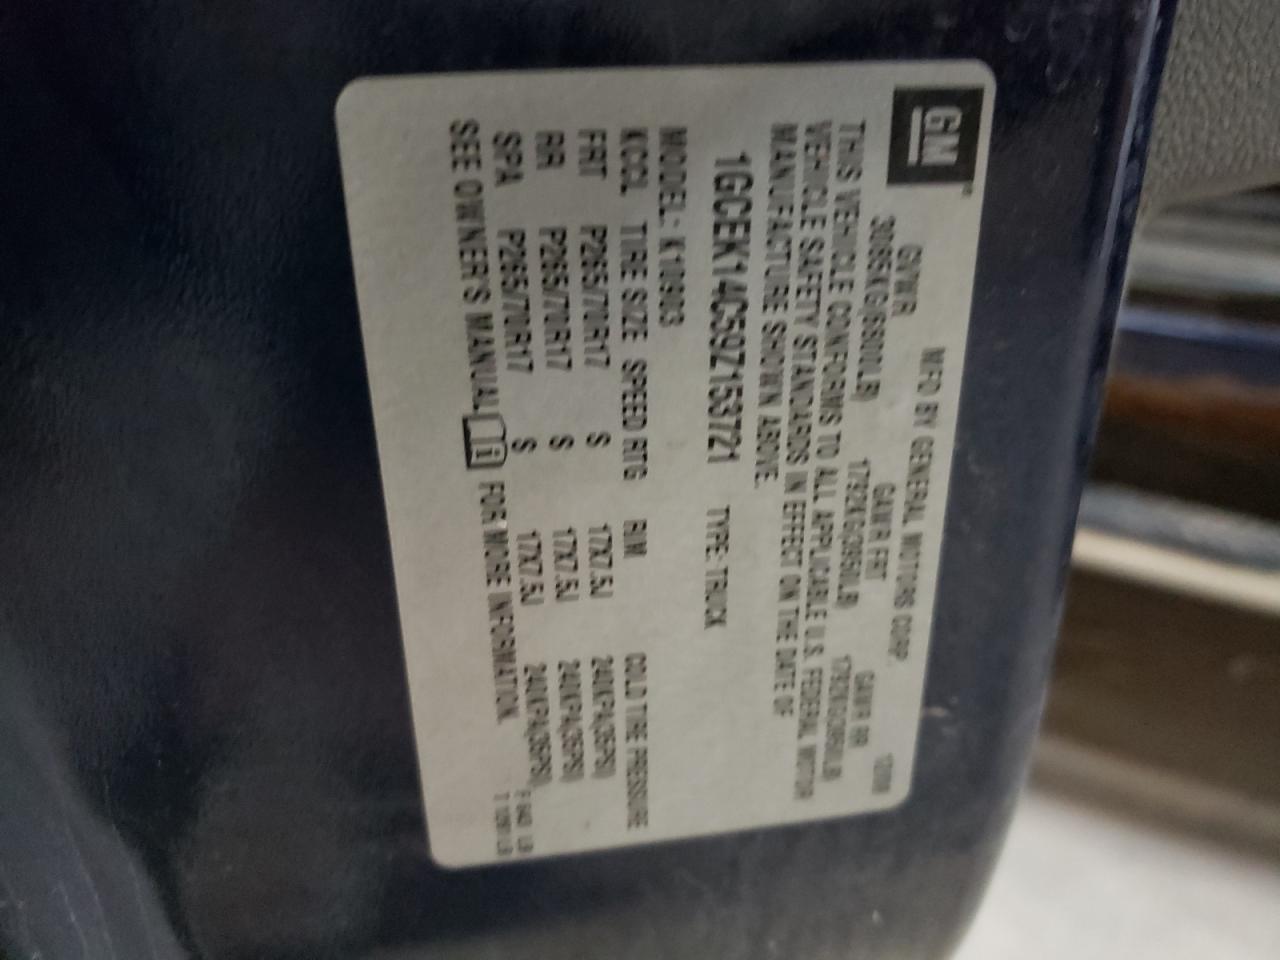 GM
MFD BY GENERAL MOTORS CORP.
GVWR GAWR FRT GAWR RR
3085KG(6800LB) 1792KG(3950LB) 1792KG(3950LB
THIS VEHICLE CONFORMS TO ALL APPLICABLE U.S. FEDERAL MOTOR
VEHICLE SAFETY STANDARDS IN EFFECT ON THE DATE OF
MANUFACTURE SHOWN ABOVE.
1GCEK14C59Z153721 TYPE: TRUCK
MODEL: K10903
KCCL TIRE SIZE SPEED RTG RIM COLD TIRE PRESSURE
FRT P265/70R17 S 17X7.5J 240KPA(35PSI)
RR P265/70R17 S 17X7.5J 240KPA(35PSI)
SPA P265/70R17 S 17X7.5J 240KPA(35PSI)
SEE OWNER'S MANUAL FOR MORE INFORMATION.